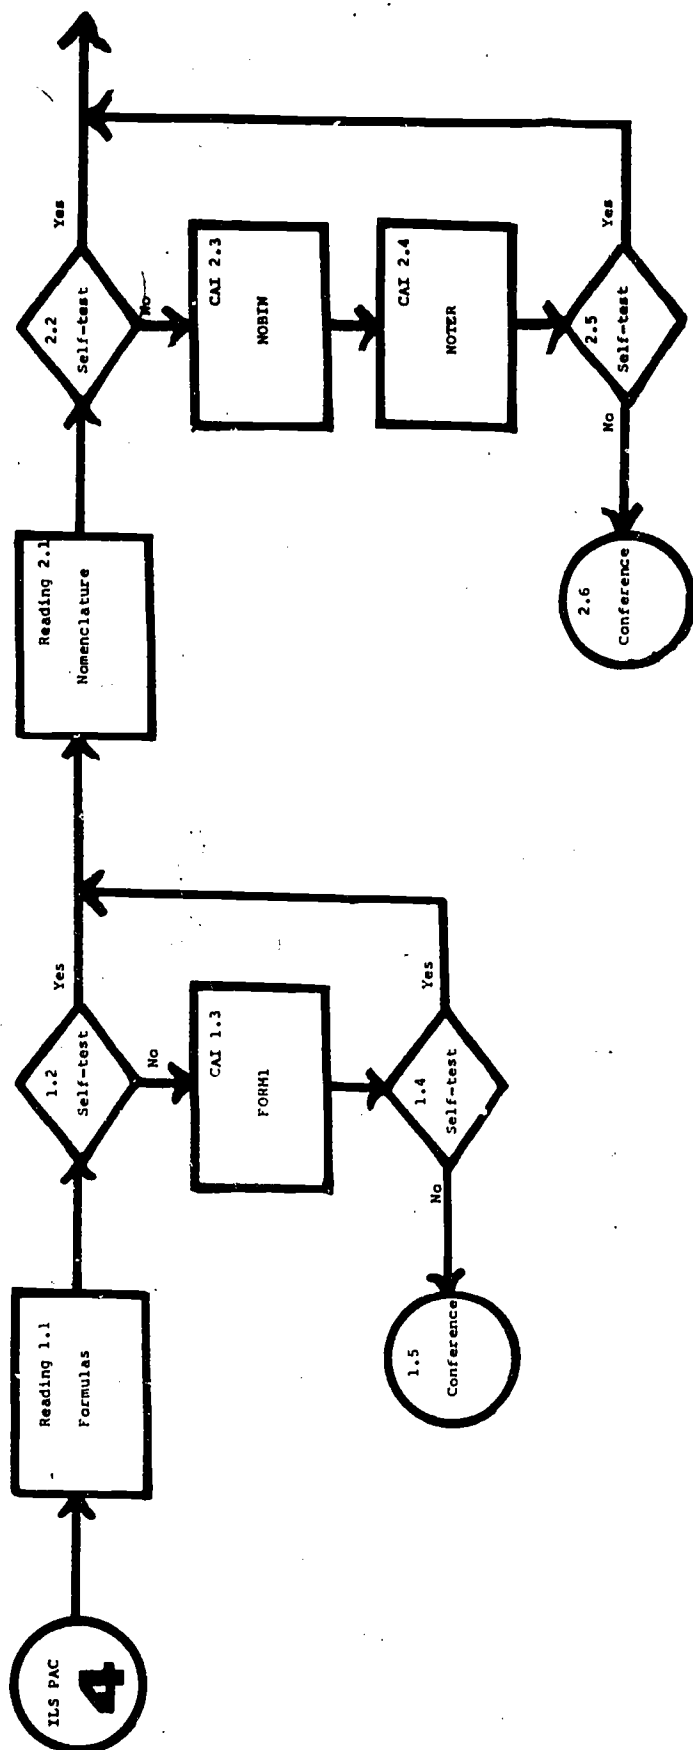 ILS PAC
4
Reading 1.1
Formulas
1.2
Self-test
Yes
No
CAI 1.3
FORM1
1.4
Self-test
Yes
No
1.5
Conference
Reading 2.1
Nomenclature
2.2
Self-test
Yes
No
CAI 2.3
NOBIN
CAI 2.4
NOTER
2.5
Self-test
Yes
No
2.6
Conference